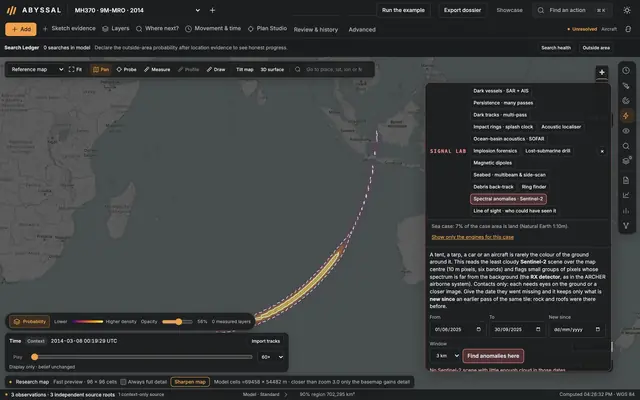 ABYSSAL
MH370 · 9M-MRO · 2014
Run the example
Export dossier
Showcase
Find an action
+ Add
Sketch evidence
Layers
Where next?
Movement & time
Plan Studio
Review & history
Advanced
Unresolved
Aircraft
Search Ledger
0 searches in model
Declare the outside-area probability after location evidence to see honest progress.
Search health
Outside area
Reference map
Fit
Pan
Probe
Measure
Profile
Draw
Tilt map
3D surface
Go to place, lat, lon or
SIGNAL LAB
Dark vessels · SAR + AIS
Persistence · many passes
Dark tracks · multi-pass
Impact rings · splash clock
Acoustic localiser
Ocean-basin acoustics · SOFAR
Implosion forensics
Lost-submarine drill
Magnetic dipoles
Seabed · multibeam & side-scan
Debris back-track
Ring finder
Spectral anomalies · Sentinel-2
Line of sight · who could have seen it
Sea case: 7% of the case area is land (Natural Earth 1:10m).
Show only the engines for this case
A tent, a tarp, a car or an aircraft is rarely the colour of the ground
around it. This reads the least cloudy Sentinel-2 scene over the map
centre (10 m pixels, six bands) and flags small groups of pixels whose
spectrum is far from the background (the RX detector, as in the ARCHER
airborne system). Contacts only: each needs eyes on the ground or a
closer image. Give the date they went missing and it keeps only what is
new since an earlier pass of the same tile: rock and roofs were there
before.
From
To
New since
01/06/2025
30/09/2025
dd/mm/yyyy
Window
3 km
Find anomalies here
No Sentinel-2 scene with little enough cloud in those dates
Probability
Lower
Higher density
Opacity
58%
0 measured layers
Time
Context
2014-03-08 00:19:29 UTC
Import tracks
Play
60×
Display only · belief unchanged
Research map
Fast preview · 96 × 96 cells
Always full detail
Sharpen map
Model cells ≈69458 × 54482 m · closer than zoom 3.0 only the basemap gains detail
3 observations · 3 independent source roots
1 context-only source
Model · Standard
90% region 702,285 km²
Computed 04:26:32 PM · WGS 84